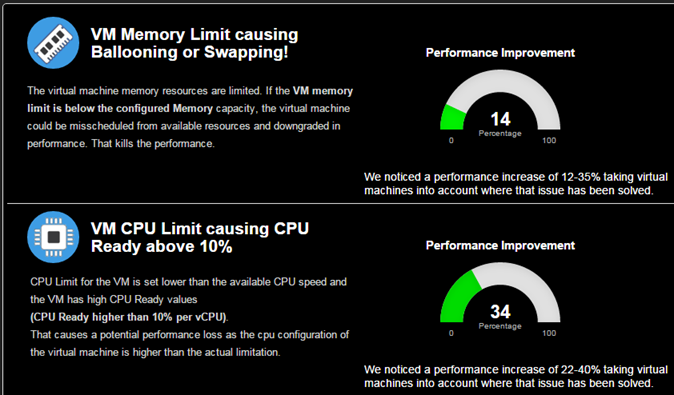 VM Memory Limit causing
Ballooning or Swapping!
The virtual machine memory resources are limited. If the VM memory
limit is below the configured Memory capacity, the virtual machine
could be misscheduled from available resources and downgraded in
performance. That kills the performance.
Performance Improvement
14
Percentage
0
100
We noticed a performance increase of 12-35% taking virtual
machines into account where that issue has been solved.
VM CPU Limit causing CPU
Ready above 10%
CPU Limit for the VM is set lower than the available CPU speed and
the VM has high CPU Ready values
(CPU Ready higher than 10% per vCPU).
That causes a potential performance loss as the cpu configuration of
the virtual machine is higher than the actual limitation.
Performance Improvement
34
Percentage
0
100
We noticed a performance increase of 22-40% taking virtual
machines into account where that issue has been solved.